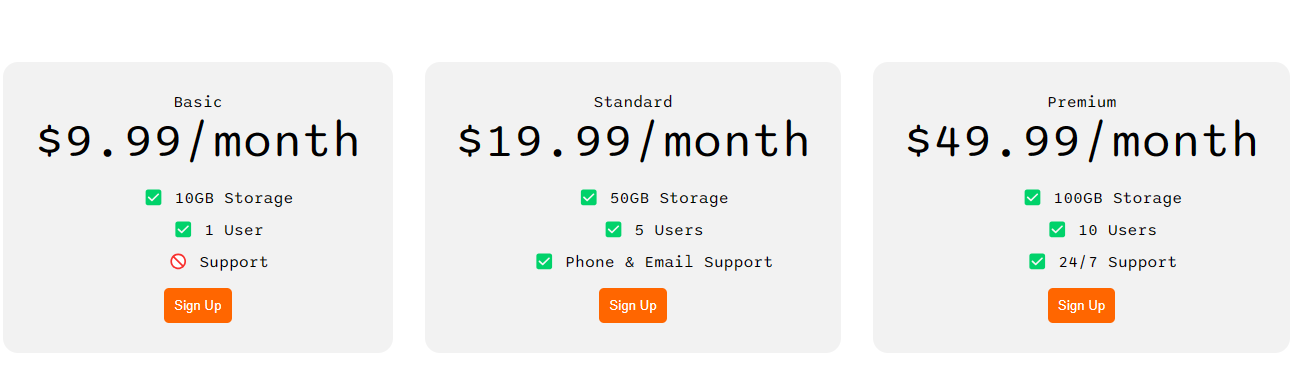 Basic
$9.99/month
10GB Storage
1 User
Support
Sign Up
Standard
$19.99/month
50GB Storage
5 Users
Phone & Email Support
Sign Up
Premium
$49.99/month
100GB Storage
10 Users
24/7 Support
Sign Up